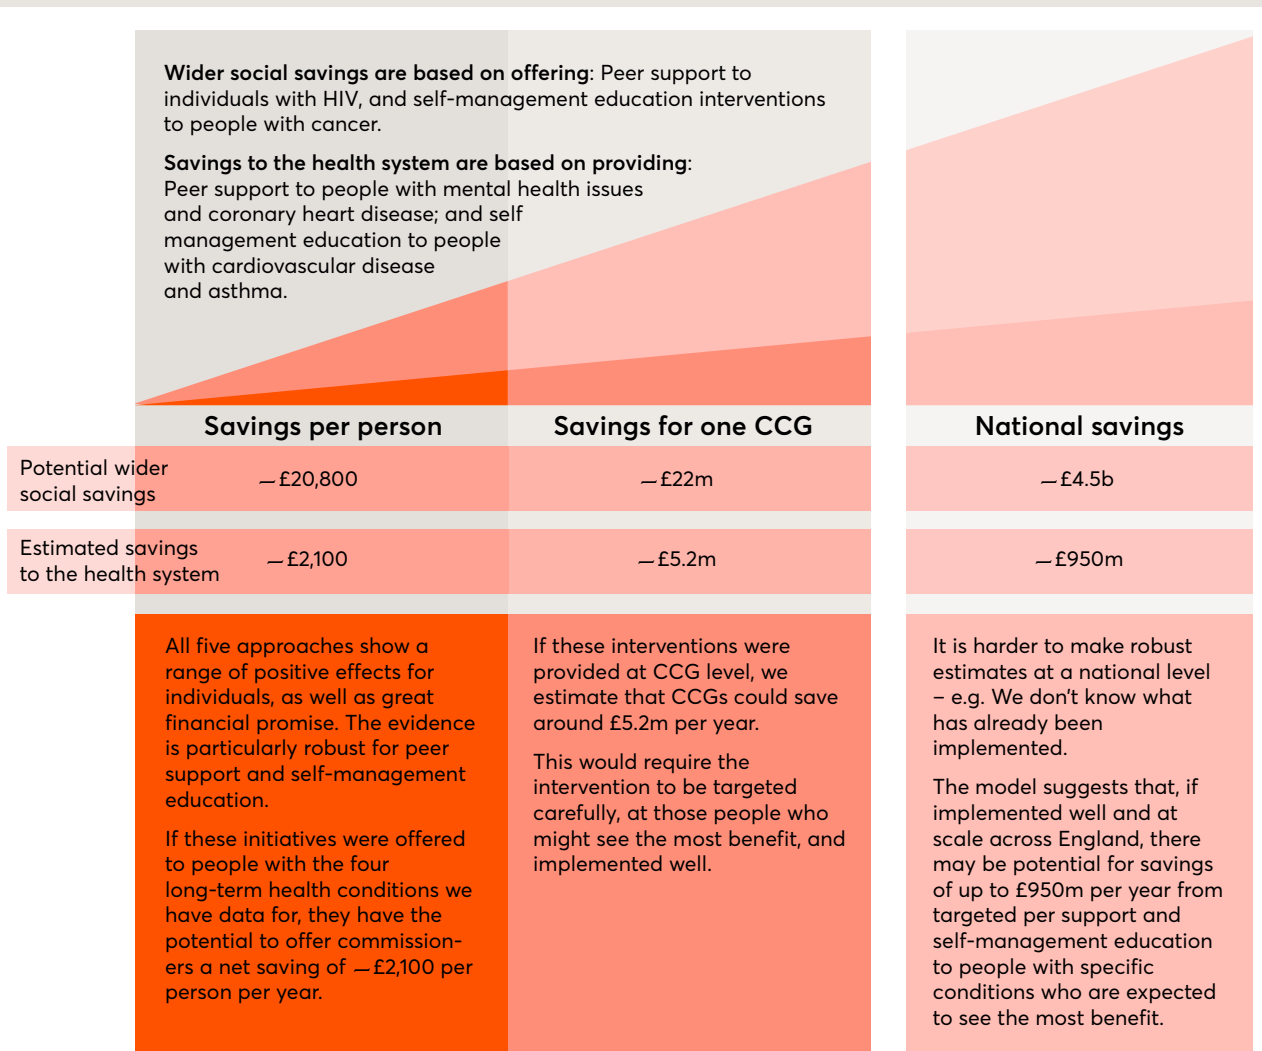 Wider social savings are based on offering: Peer support to
individuals with HIV, and self-management education interventions
to people with cancer.
Savings to the health system are based on providing:
Peer support to people with mental health issues
and coronary heart disease; and self
management education to people
with cardiovascular disease
and asthma.
Savings per person
Savings for one CCG
National savings
Potential wider
social savings
—£20,800
—£22m
—£4.5b
Estimated savings
to the health system
—£2,100
—£5.2m
—£950m
All five approaches show a
range of positive effects for
individuals, as well as great
financial promise. The evidence
is particularly robust for peer
support and self-management
education.
If these initiatives were offered
to people with the four
long-term health conditions we
have data for, they have the
potential to offer commission-
ers a net saving of —£2,100 per
person per year.
If these interventions were
provided at CCG level, we
estimate that CCGs could save
around £5.2m per year.
This would require the
intervention to be targeted
carefully, at those people who
might see the most benefit, and
implemented well.
It is harder to make robust
estimates at a national level
– e.g. We don't know what
has already been
implemented.
The model suggests that, if
implemented well and at
scale across England, there
may be potential for savings
of up to £950m per year from
targeted per support and
self-management education
to people with specific
conditions who are expected
to see the most benefit.